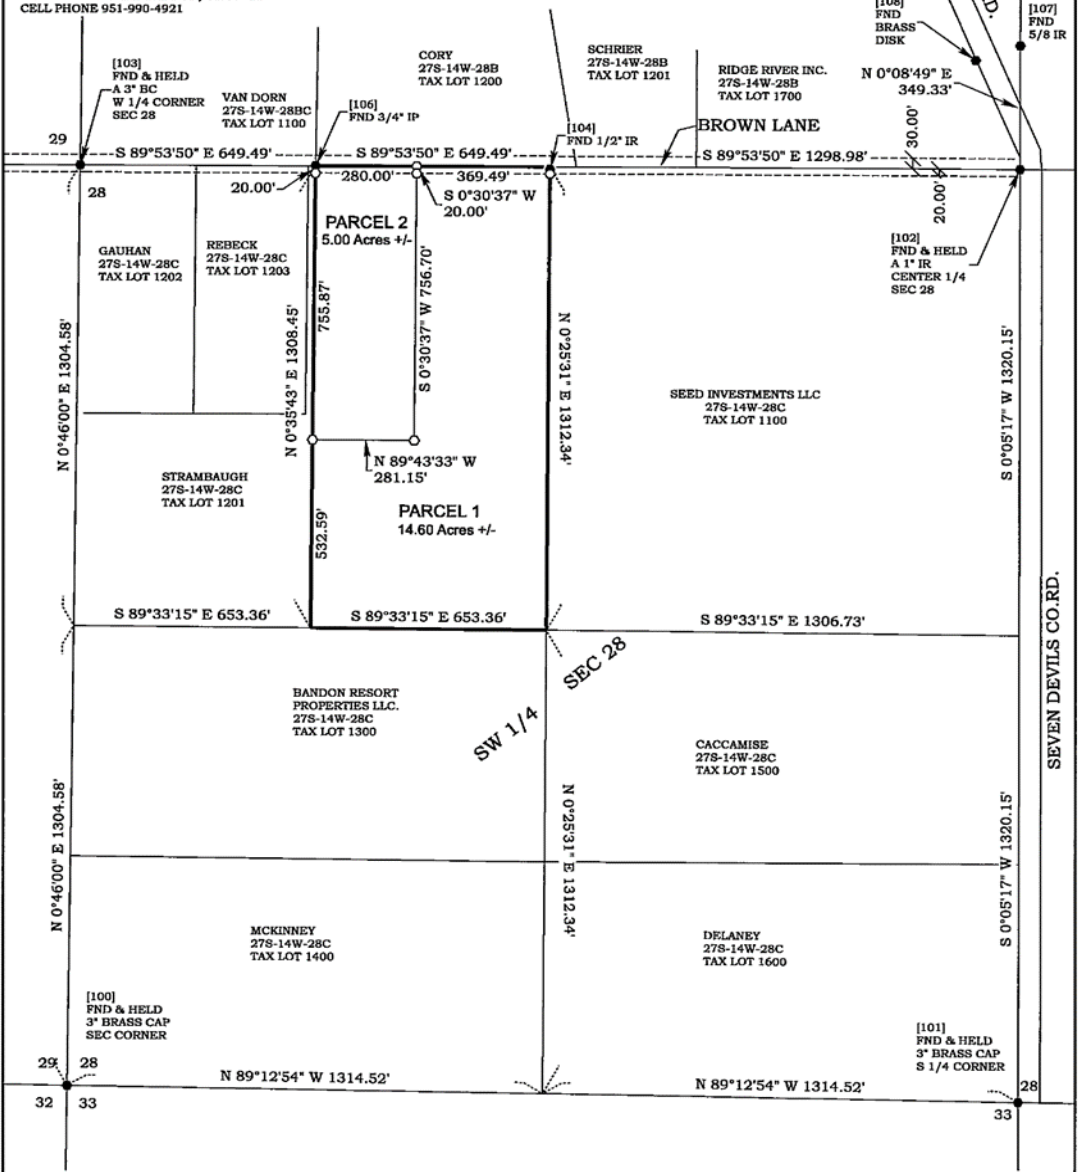 CELL PHONE 951-990-4921
[103]
FND & HELD
A 3" BC
W 1/4 CORNER
SEC 28
VAN DORN
27S-14W-28BC
TAX LOT 1100
[106]
FND 3/4" IP
CORY
27S-14W-28B
TAX LOT 1200
SCHRIER
27S-14W-28B
TAX LOT 1201
RIDGE RIVER INC.
27S-14W-28B
TAX LOT 1700
[108]
FND
BRASS
DISK
RD.
[107]
FND
5/8 IR
N 0°08'49" E
349.33'
30.00'
[104]
FND 1/2" IR
BROWN LANE
29
28
S 89°53'50" E 649.49'
S 89°53'50" E 649.49'
S 89°53'50" E 1298.98'
20.00'
280.00'
369.49'
S 0°30'37" W
20.00'
20.00'
[102]
FND & HELD
A 1" IR
CENTER 1/4
SEC 28
GAUHAN
27S-14W-28C
TAX LOT 1202
REBECK
27S-14W-28C
TAX LOT 1203
PARCEL 2
5.00 Acres +/-
N 0°46'00" E 1304.58'
N 0°35'43" E 1308.45'
755.87'
S 0°30'37" W 756.70'
N 0°25'31" E 1312.34'
SEED INVESTMENTS LLC
27S-14W-28C
TAX LOT 1100
S 0°05'17" W 1320.15'
N 89°43'33" W
281.15'
STRAMBAUGH
27S-14W-28C
TAX LOT 1201
532.59'
PARCEL 1
14.60 Acres +/-
S 89°33'15" E 653.36'
S 89°33'15" E 653.36'
S 89°33'15" E 1306.73'
SEVEN DEVILS CO.RD.
SW 1/4 SEC 28
BANDON RESORT
PROPERTIES LLC.
27S-14W-28C
TAX LOT 1300
CACCAMISE
27S-14W-28C
TAX LOT 1500
N 0°46'00" E 1304.58'
N 0°25'31" E 1312.34'
S 0°05'17" W 1320.15'
MCKINNEY
27S-14W-28C
TAX LOT 1400
DELANEY
27S-14W-28C
TAX LOT 1600
[100]
FND & HELD
3" BRASS CAP
SEC CORNER
[101]
FND & HELD
3" BRASS CAP
S 1/4 CORNER
29
28
N 89°12'54" W 1314.52'
N 89°12'54" W 1314.52'
28
32
33
33